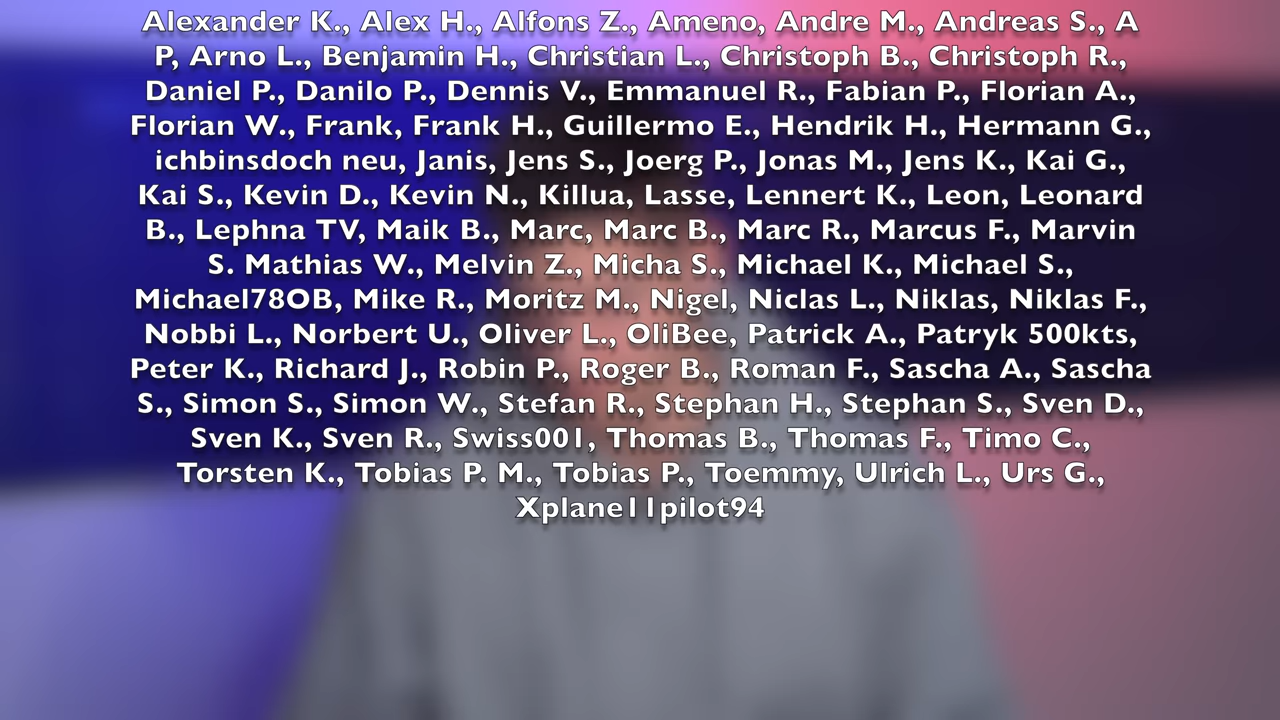 Alexander K., Alex H., Alfons Z., Ameno, Andre M., Andreas S., A
P, Arno L., Benjamin H., Christian L., Christoph B., Christoph R.,
Daniel P., Danilo P., Dennis V., Emmanuel R., Fabian P., Florian A.,
Florian W., Frank, Frank H., Guillermo E., Hendrik H., Hermann G.,
ichbinsdoch neu, Janis, Jens S., Joerg P., Jonas M., Jens K., Kai G.,
Kai S., Kevin D., Kevin N., Killua, Lasse, Lennert K., Leon, Leonard
B., Lephna TV, Maik B., Marc, Marc B., Marc R., Marcus F., Marvin
S. Mathias W., Melvin Z., Micha S., Michael K., Michael S.,
Michael78OB, Mike R., Moritz M., Nigel, Niclas L., Niklas, Niklas F.,
Nobbi L., Norbert U., Oliver L., OliBee, Patrick A., Patryk 500kts,
Peter K., Richard J., Robin P., Roger B., Roman F., Sascha A., Sascha
S., Simon S., Simon W., Stefan R., Stephan H., Stephan S., Sven D.,
Sven K., Sven R., Swiss001, Thomas B., Thomas F., Timo C.,
Torsten K., Tobias P. M., Tobias P., Toemmy, Ulrich L., Urs G.,
Xplane11pilot94